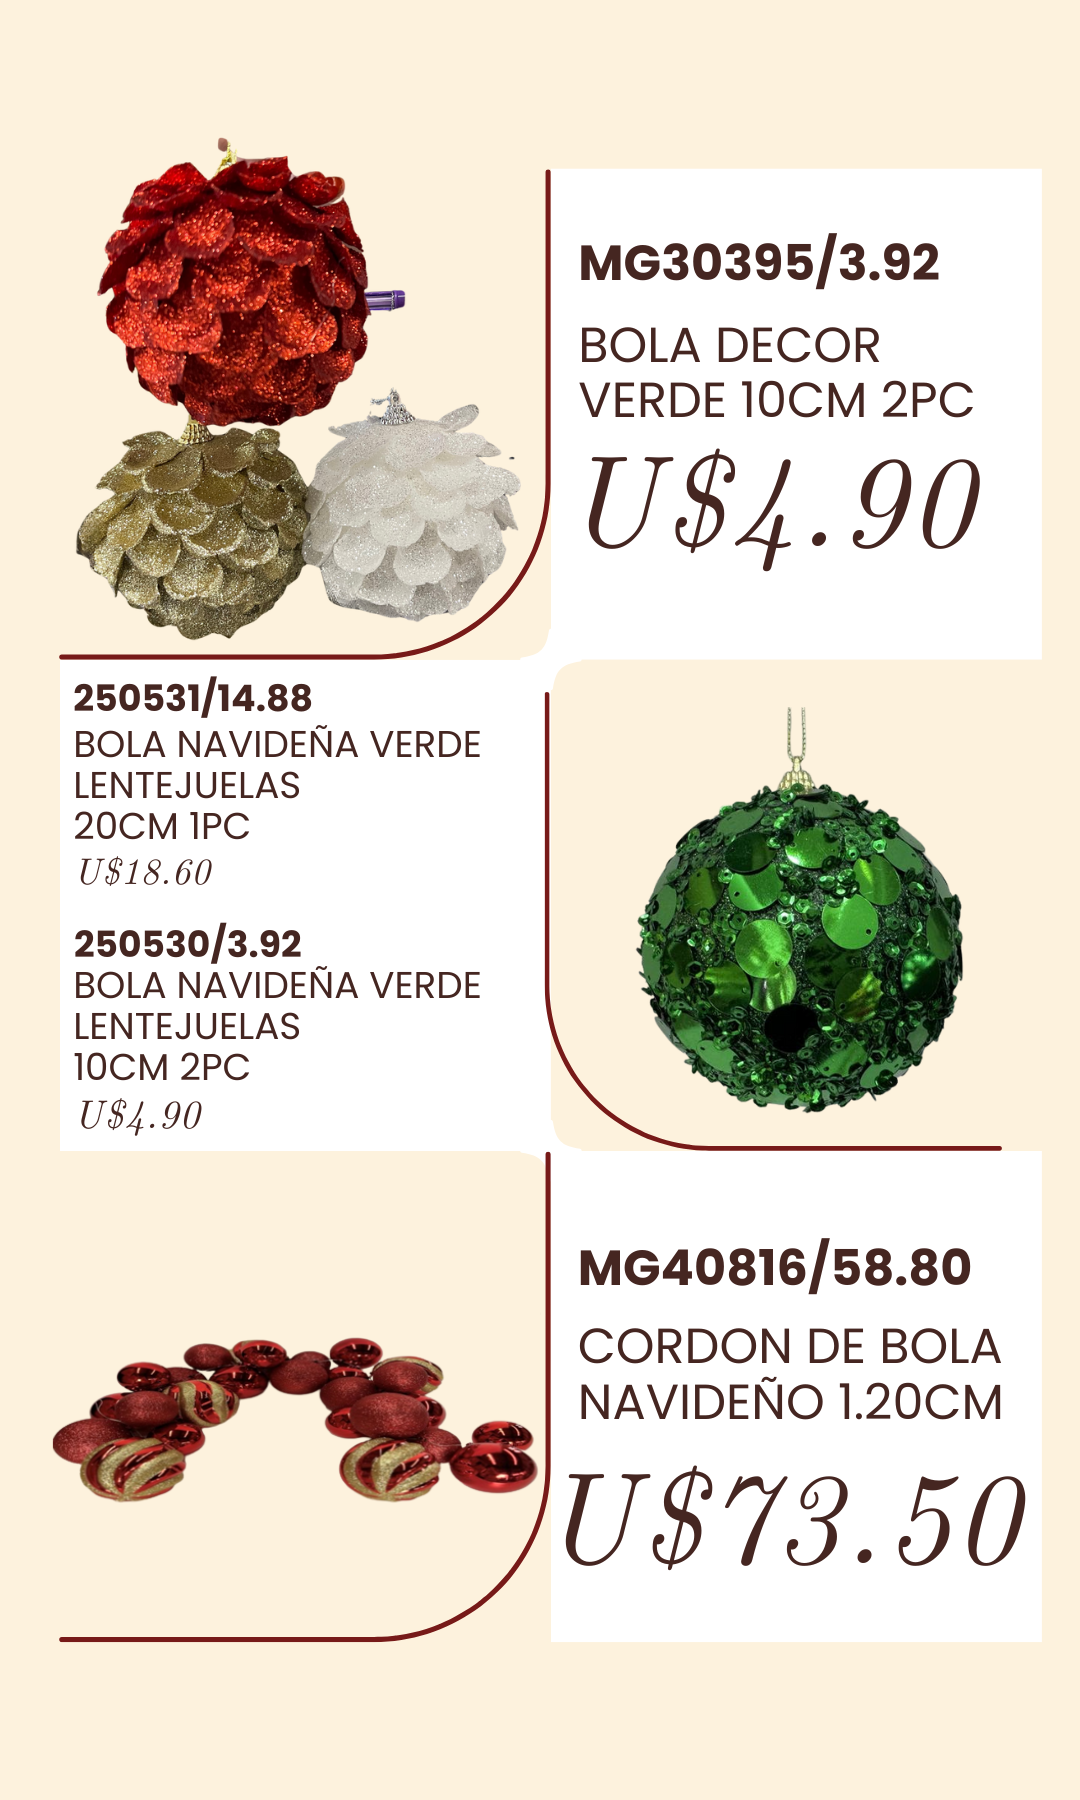 MG30395/3.92
BOLA DECOR
VERDE 10CM 2PC
U$4.90
250531/14.88
BOLA NAVIDEÑA VERDE
LENTEJUELAS
20CM 1PC
U$18.60
250530/3.92
BOLA NAVIDEÑA VERDE
LENTEJUELAS
10CM 2PC
U$4.90
MG40816/58.80
CORDON DE BOLA
NAVIDEÑO 1.20CM
U$73.50